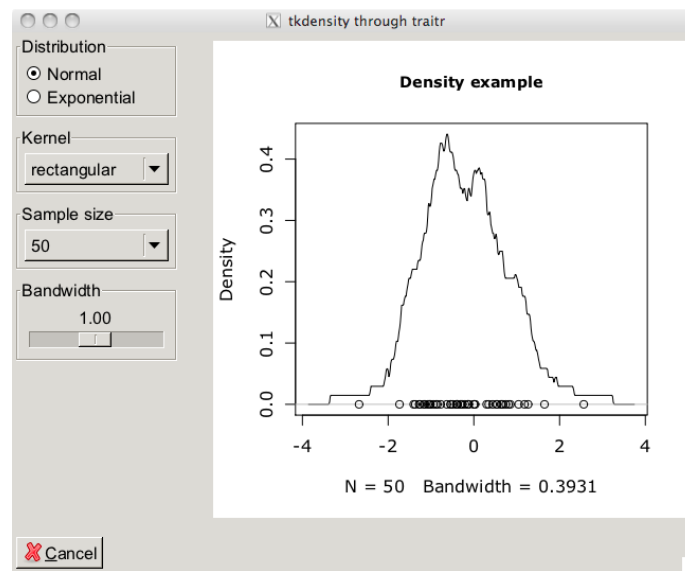 tkdensity through traitr
Distribution
Normal
Exponential
Kernel
rectangular
Sample size
50
Bandwidth
1.00
Cancel
Density example
Density
0.4
0.3
0.2
0.1
0.0
-4 -2 0 2 4
N = 50 Bandwidth = 0.3931